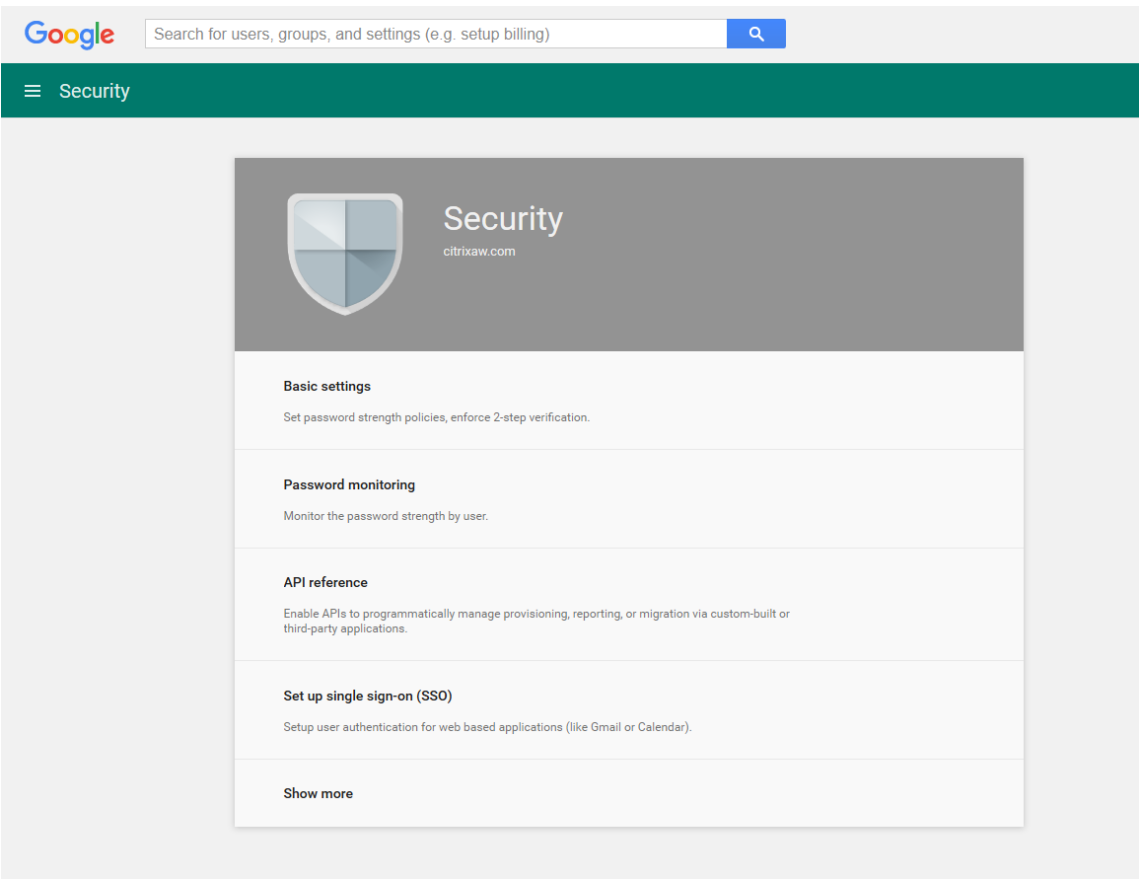 Google
Search for users, groups, and settings (e.g. setup billing)
Security
Security
citrixaw.com
Basic settings
Set password strength policies, enforce 2-step verification.
Password monitoring
Monitor the password strength by user.
API reference
Enable APIs to programmatically manage provisioning, reporting, or migration via custom-built or
third-party applications.
Set up single sign-on (SSO)
Setup user authentication for web based applications (like Gmail or Calendar).
Show more